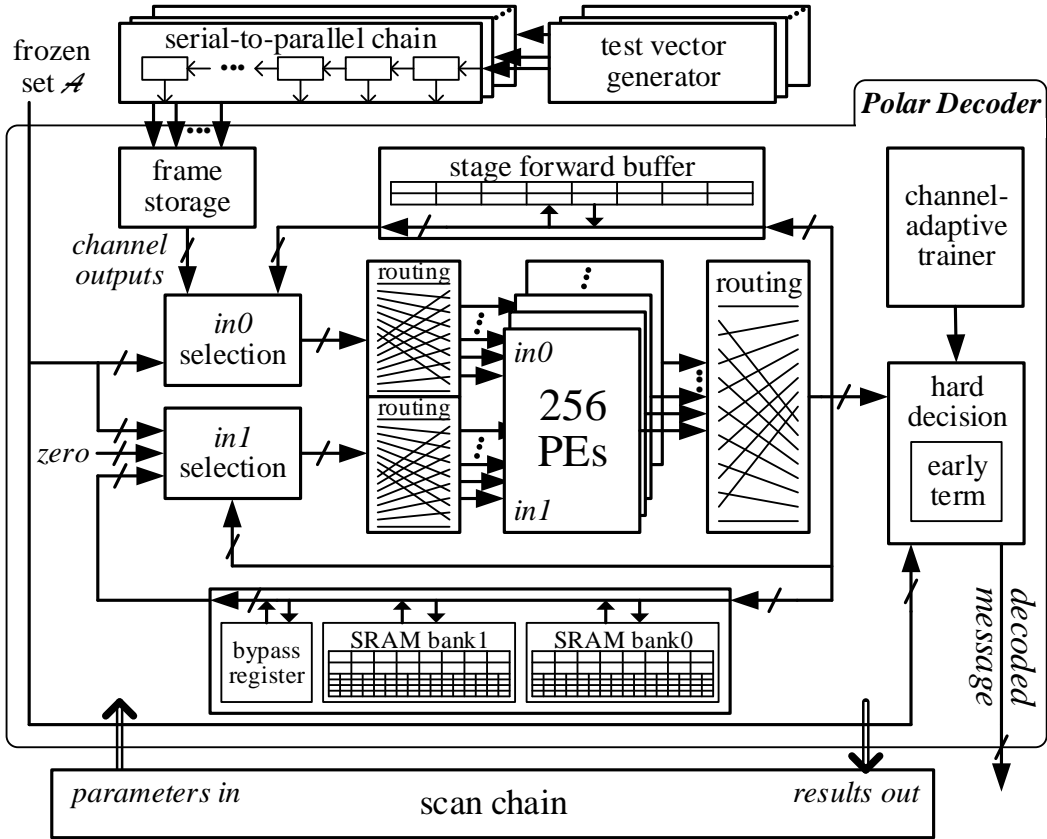 serial-to-parallel chain
test vector
generator
frozen
set 𝒜
Polar Decoder
frame
storage
stage forward buffer
channel-
adaptive
trainer
channel
outputs
routing
routing
in0
selection
in0
256
PEs
in1
hard
decision
early
term
routing
zero
in1
selection
bypass
register
SRAM bank1
SRAM bank0
decoded
message
parameters in
scan chain
results out